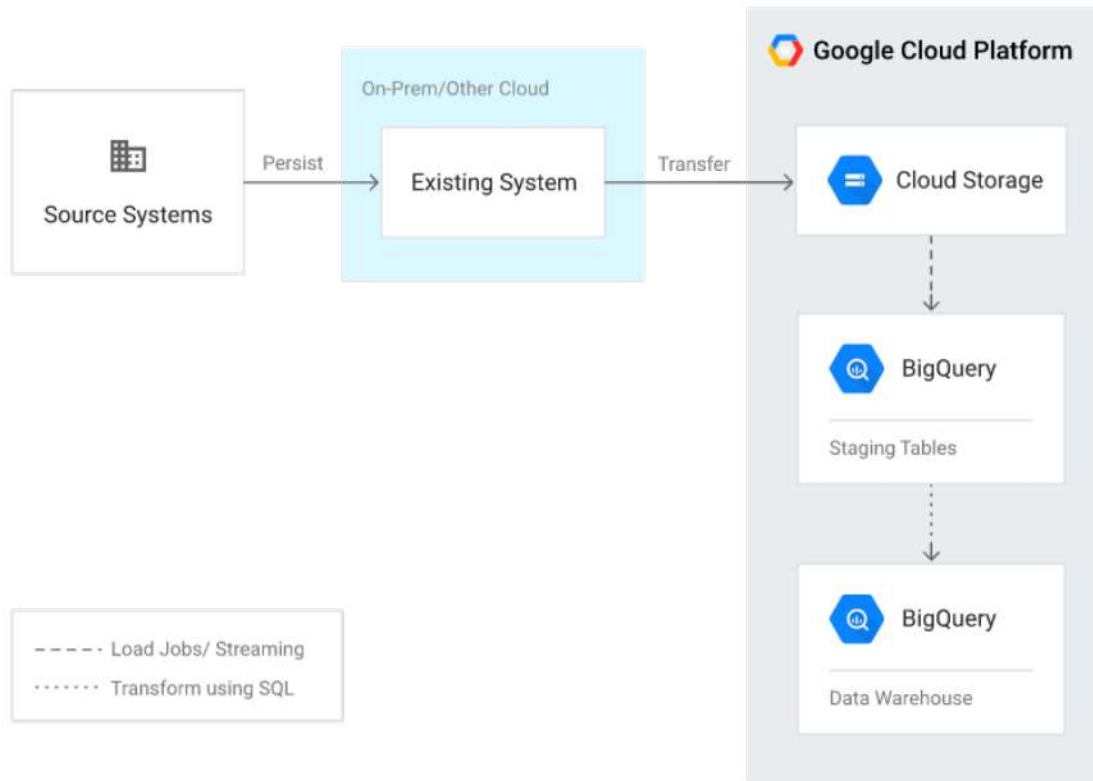 Google Cloud Platform
On-Prem/Other Cloud
Source Systems
Persist
Existing System
Transfer
Cloud Storage
BigQuery
Staging Tables
BigQuery
Data Warehouse
Load Jobs/ Streaming
Transform using SQL